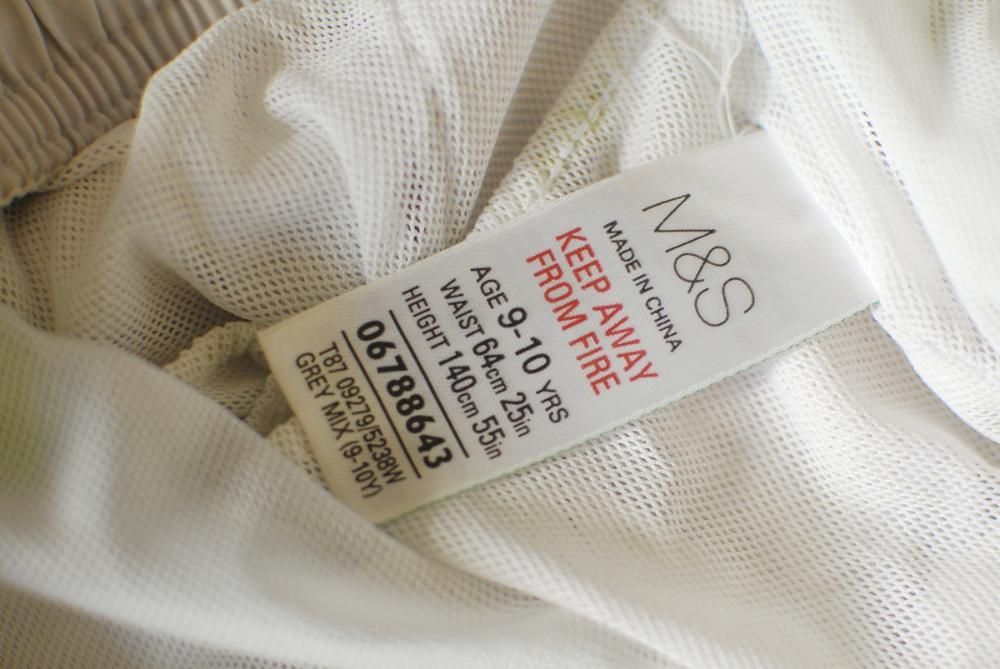 M&S
MADE IN CHINA
KEEP AWAY
FROM FIRE
AGE 9-10 YRS
WAIST 64cm 25in
HEIGHT 140cm 55in
06788643
T87 09279/5238W
GREY MIX (9-10Y)